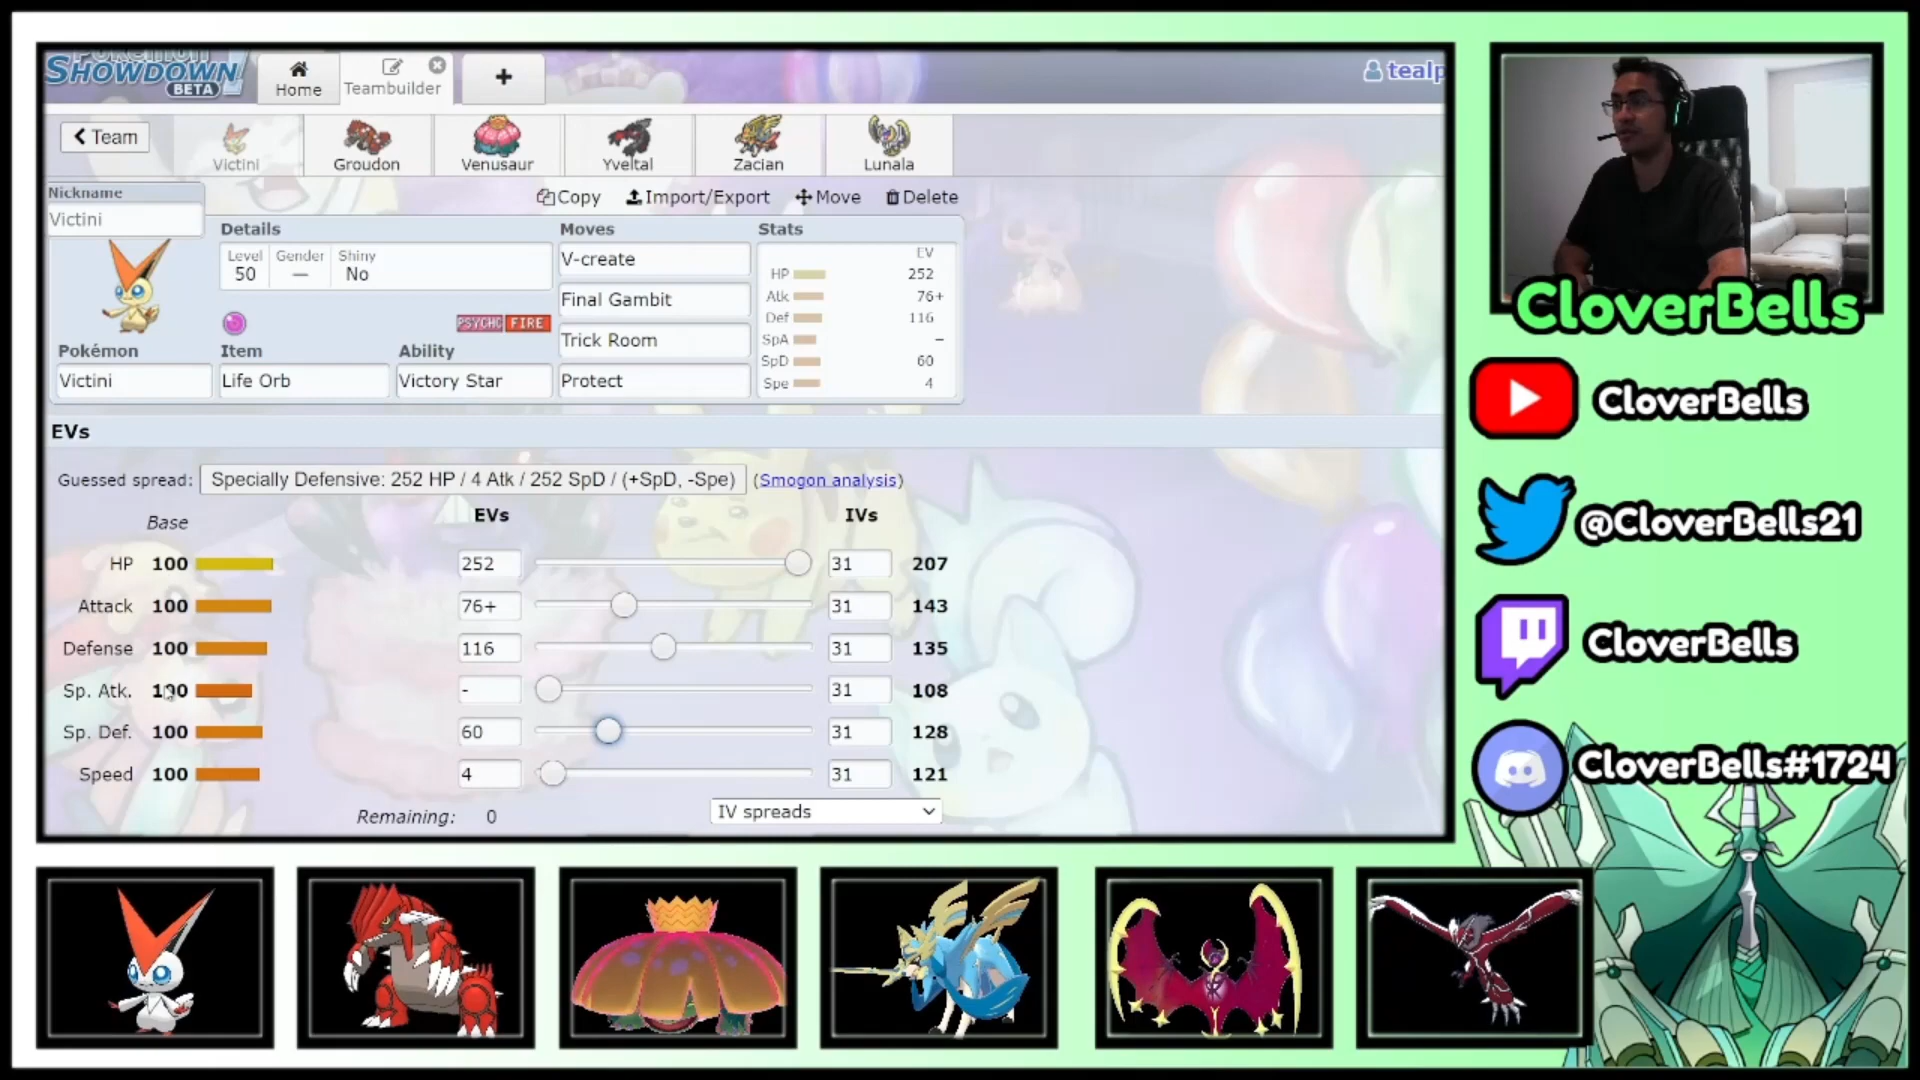 Pokémon
SHOWDOWN
BETA
Home
Teambuilder
+
tealp
Team
Victini
Groudon
Venusaur
Yveltal
Zacian
Lunala
Nickname
Victini
Copy
Import/Export
Move
Delete
Details
Level
50
Gender
—
Shiny
No
PSYCHC FIRE
Pokémon
Victini
Item
Life Orb
Ability
Victory Star
Moves
V-create
Final Gambit
Trick Room
Protect
Stats
EV
HP 252
Atk 76+
Def 116
SpA –
SpD 60
Spe 4
EVs
Guessed spread: Specially Defensive: 252 HP / 4 Atk / 252 SpD / (+SpD, -Spe) (Smogon analysis)
Base EVs IVs
HP 100 252 31 207
Attack 100 76+ 31 143
Defense 100 116 31 135
Sp. Atk. 100 - 31 108
Sp. Def. 100 60 31 128
Speed 100 4 31 121
Remaining: 0
IV spreads
CloverBells
CloverBells
@CloverBells21
CloverBells
CloverBells#1724